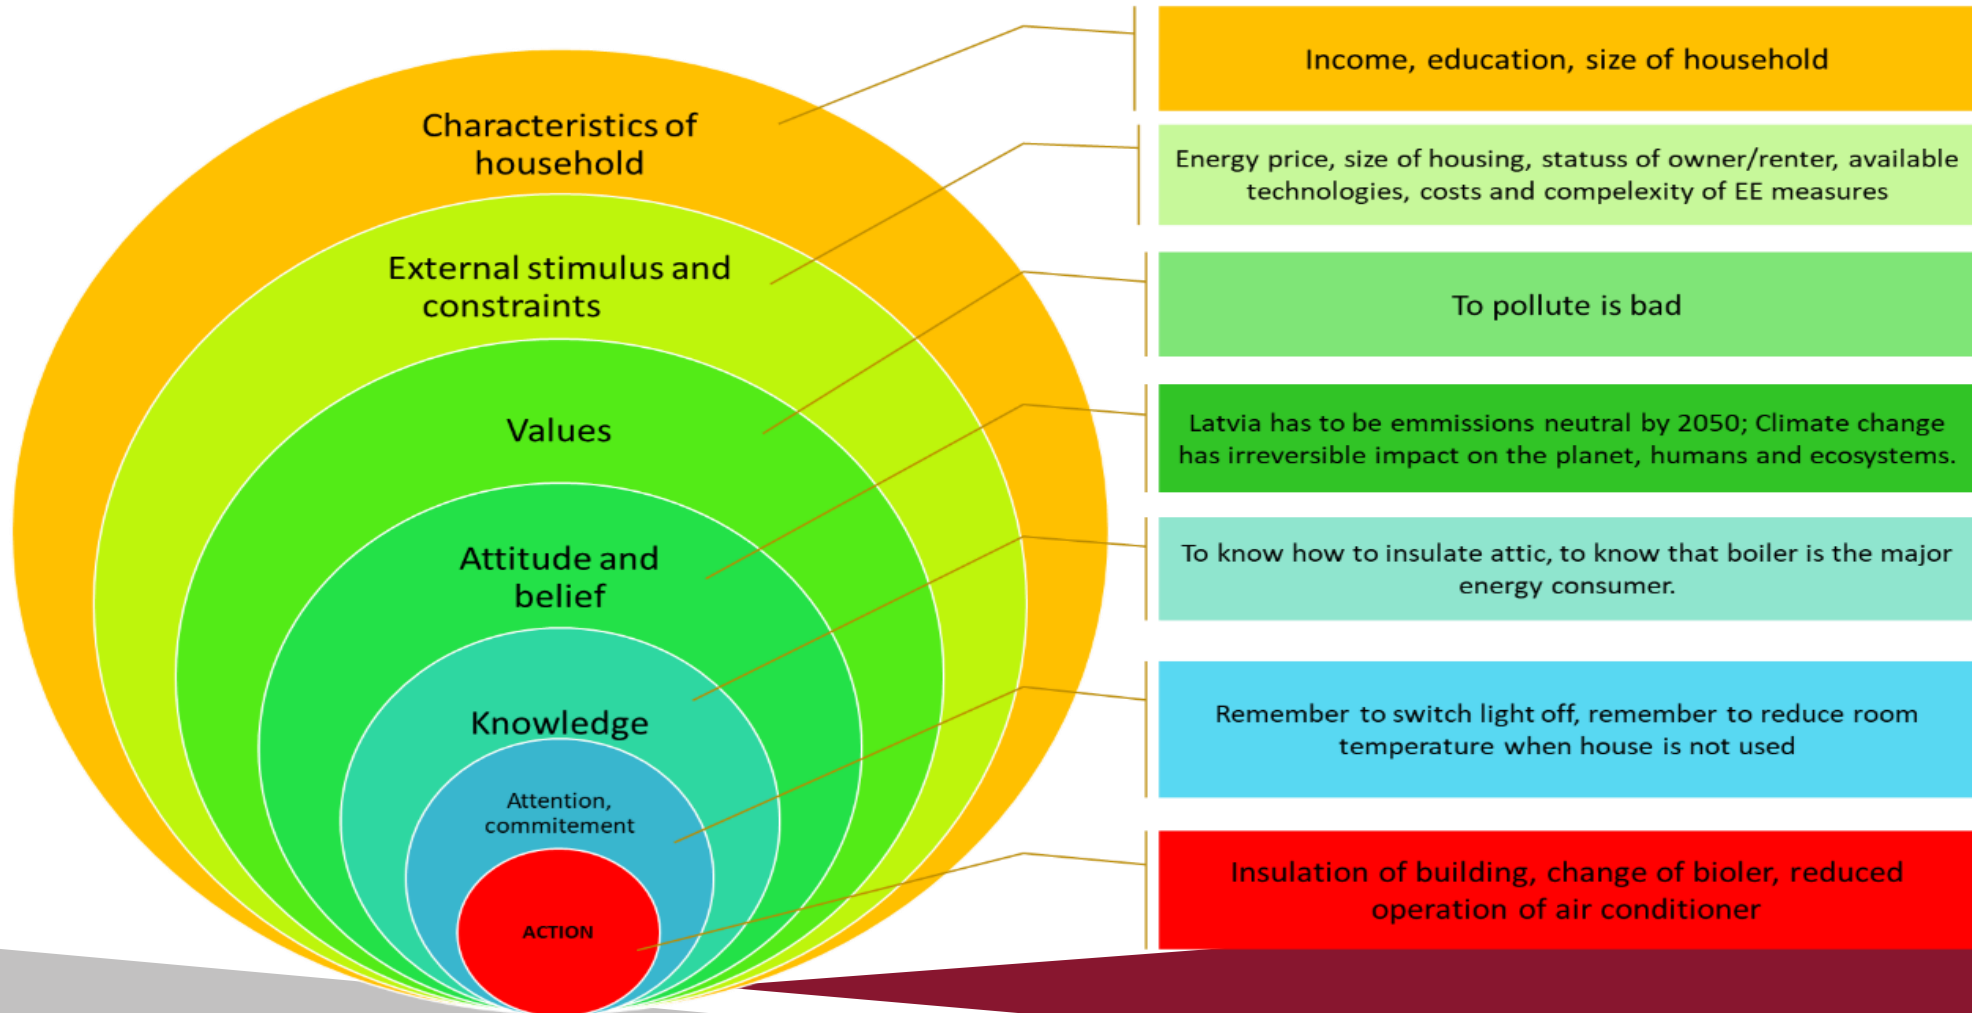 Characteristics of
household
External stimulus and
constraints
Values
Attitude and
belief
Knowledge
Attention,
commitement
ACTION
Income, education, size of household
Energy price, size of housing, statuss of owner/renter, available
technologies, costs and compelexity of EE measures
To pollute is bad
Latvia has to be emmissions neutral by 2050; Climate change
has irreversible impact on the planet, humans and ecosystems.
To know how to insulate attic, to know that boiler is the major
energy consumer.
Remember to switch light off, remember to reduce room
temperature when house is not used
Insulation of building, change of bioler, reduced
operation of air conditioner